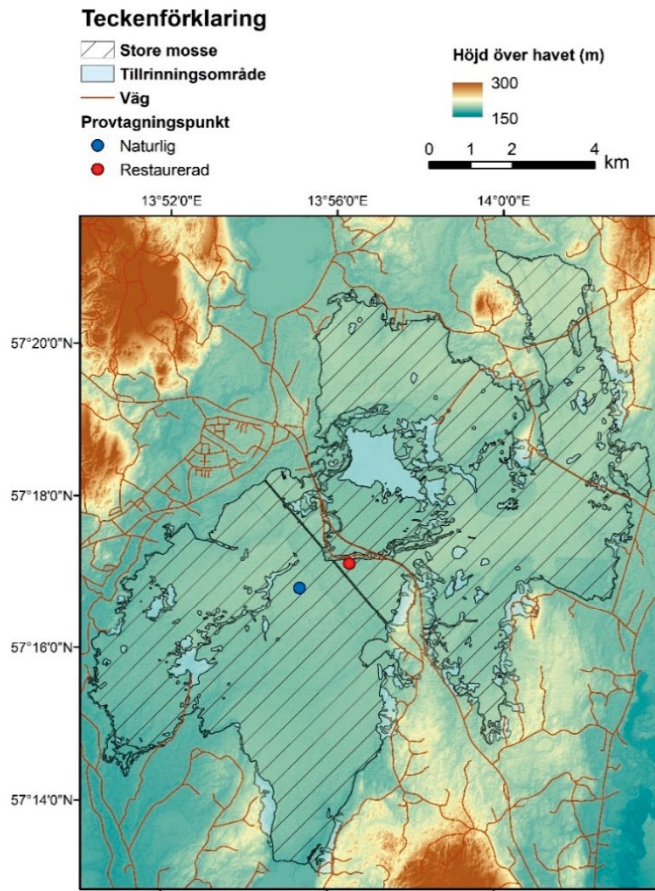 Teckenförklaring
Store mosse
Tillrinningsområde
Väg
Provtagningspunkt
Naturlig
Restaurerad
Höjd över havet (m)
300
150
0 1 2 4
km
13°52'0"E 13°56'0"E 14°0'0"E
57°20'0"N
57°18'0"N
57°16'0"N
57°14'0"N